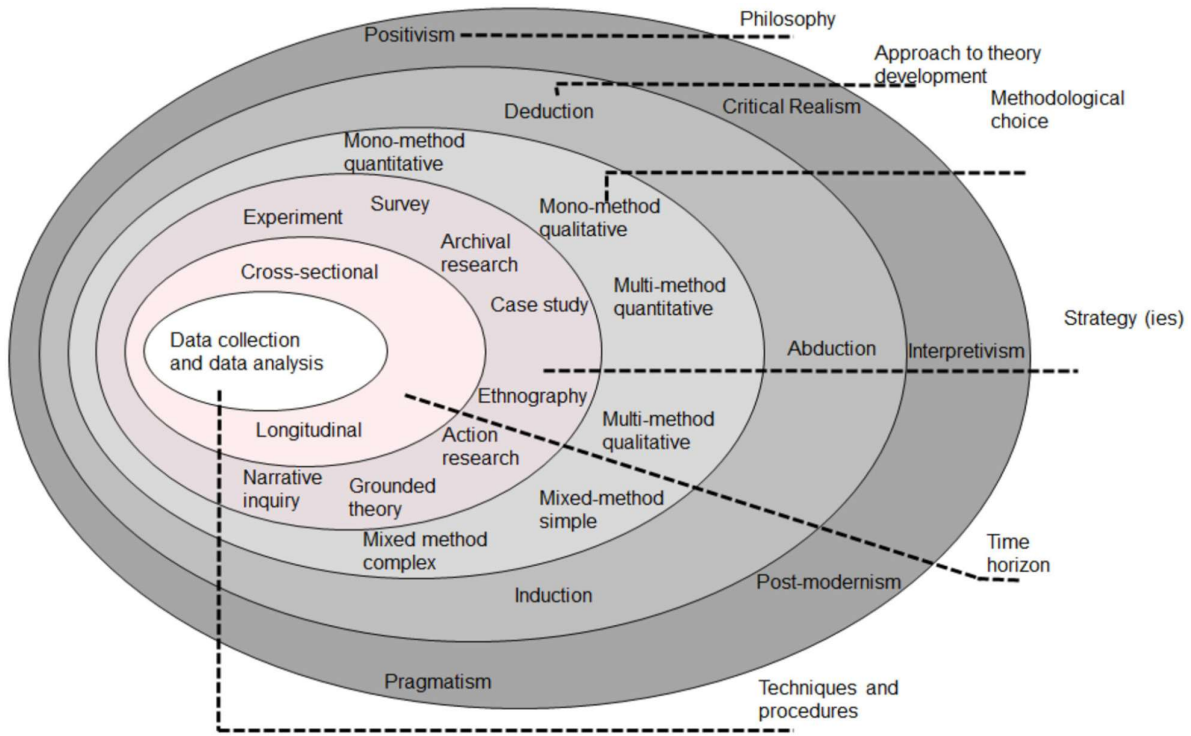 Philosophy
Positivism
Approach to theory
development
Critical Realism
Methodological
choice
Deduction
Mono-method
quantitative
Survey
Experiment
Mono-method
qualitative
Archival
research
Cross-sectional
Multi-method
quantitative
Case study
Strategy (ies)
Data collection
and data analysis
Abduction
Interpretivism
Ethnography
Multi-method
qualitative
Longitudinal
Action
research
Narrative
inquiry
Grounded
theory
Mixed-method
simple
Mixed method
complex
Time
horizon
Post-modernism
Induction
Pragmatism
Techniques and
procedures